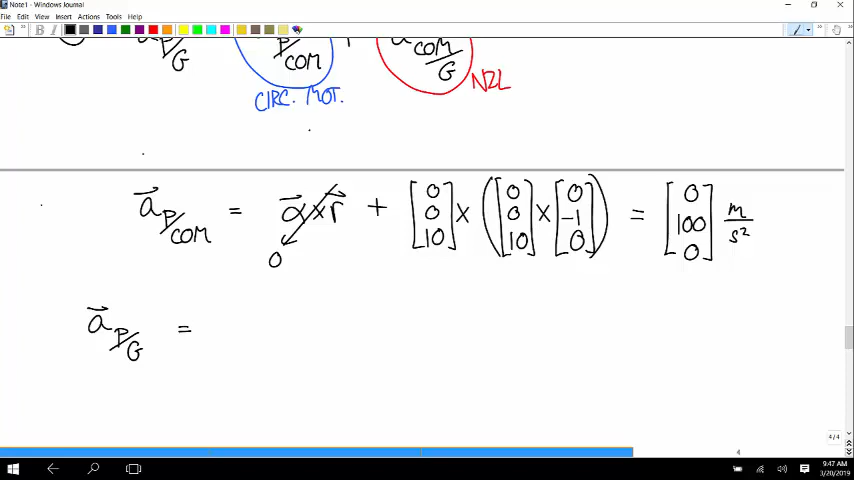 Note1 - Windows Journal
File Edit View Insert Actions Tools Help
B I
a P/G P/COM + a COM/G
CIRC. MOT. N2L
a⃗ P/COM = α⃗ × r⃗ + [0 0 10] × ([0 0 10] × [0 -1 0]) = [0 100 0] m/s²
0
a⃗ P/G =
4/4
9:47 AM
3/20/2019